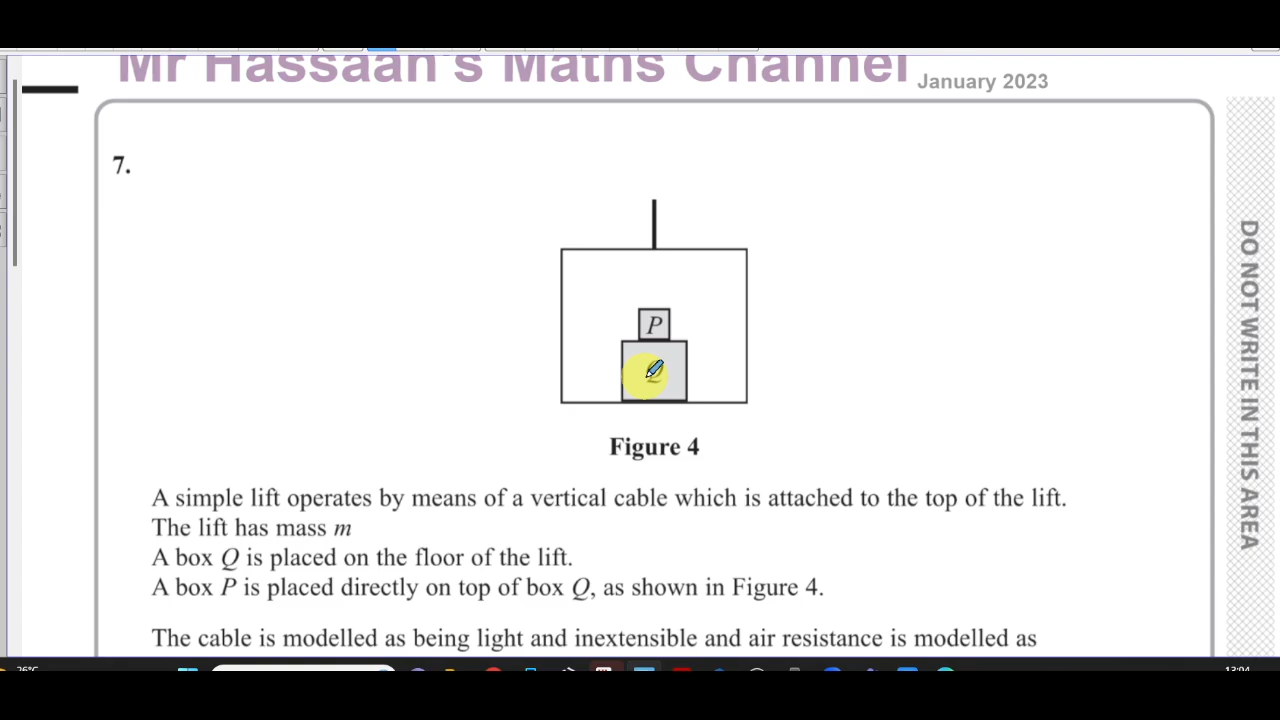 Mr Hassaan's Maths Channel
January 2023
7.
P
Figure 4
A simple lift operates by means of a vertical cable which is attached to the top of the lift.
The lift has mass m
A box Q is placed on the floor of the lift.
A box P is placed directly on top of box Q, as shown in Figure 4.
The cable is modelled as being light and inextensible and air resistance is modelled as
DO NOT WRITE IN THIS AREA
26°C
13:04